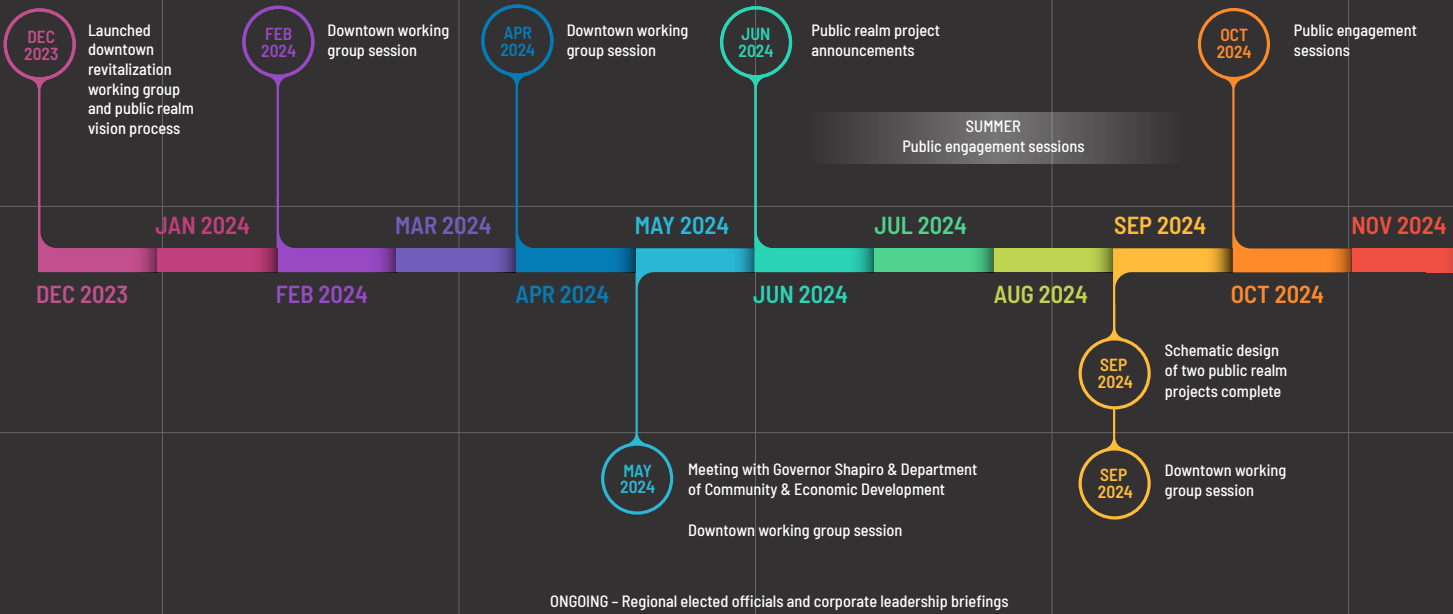 DEC
2023
Launched
downtown
revitalization
working group
and public realm
vision process
FEB
2024
Downtown working
group session
APR
2024
Downtown working
group session
JUN
2024
Public realm project
announcements
OCT
2024
Public engagement
sessions
SUMMER
Public engagement sessions
JAN 2024
MAR 2024
MAY 2024
JUL 2024
SEP 2024
NOV 2024
DEC 2023
FEB 2024
APR 2024
JUN 2024
AUG 2024
OCT 2024
SEP
2024
Schematic design
of two public realm
projects complete
MAY
2024
Meeting with Governor Shapiro & Department
of Community & Economic Development
Downtown working group session
SEP
2024
Downtown working
group session
ONGOING – Regional elected officials and corporate leadership briefings